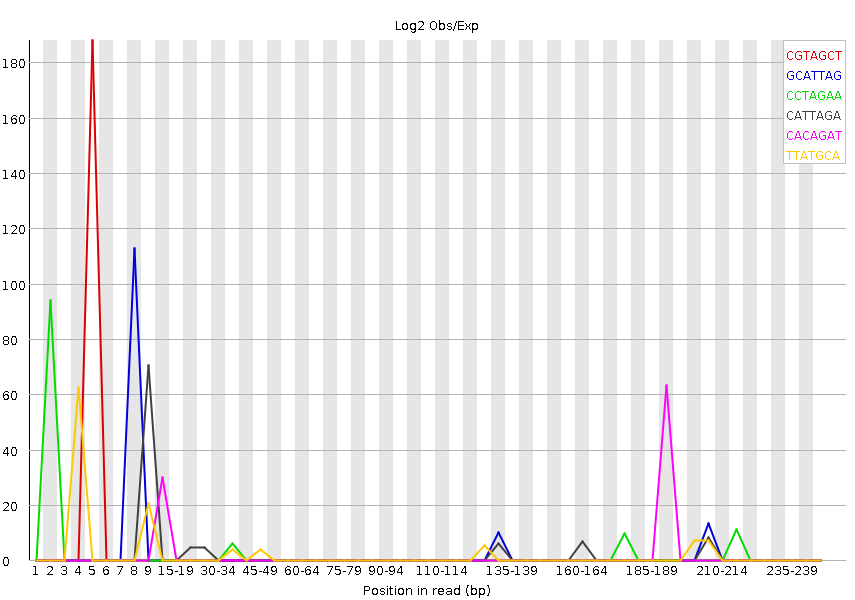 Log2 Obs/Exp
180
160
140
120
100
80
60
40
20
0
CGTAGCT
GCATTAG
CCTAGAA
CATTAGA
CACAGAT
TTATGCA
1 2 3 4 5 6 7 8 9 15-19 30-34 45-49 60-64 75-79 90-94 110-114 135-139 160-164 185-189 210-214 235-239
Position in read (bp)